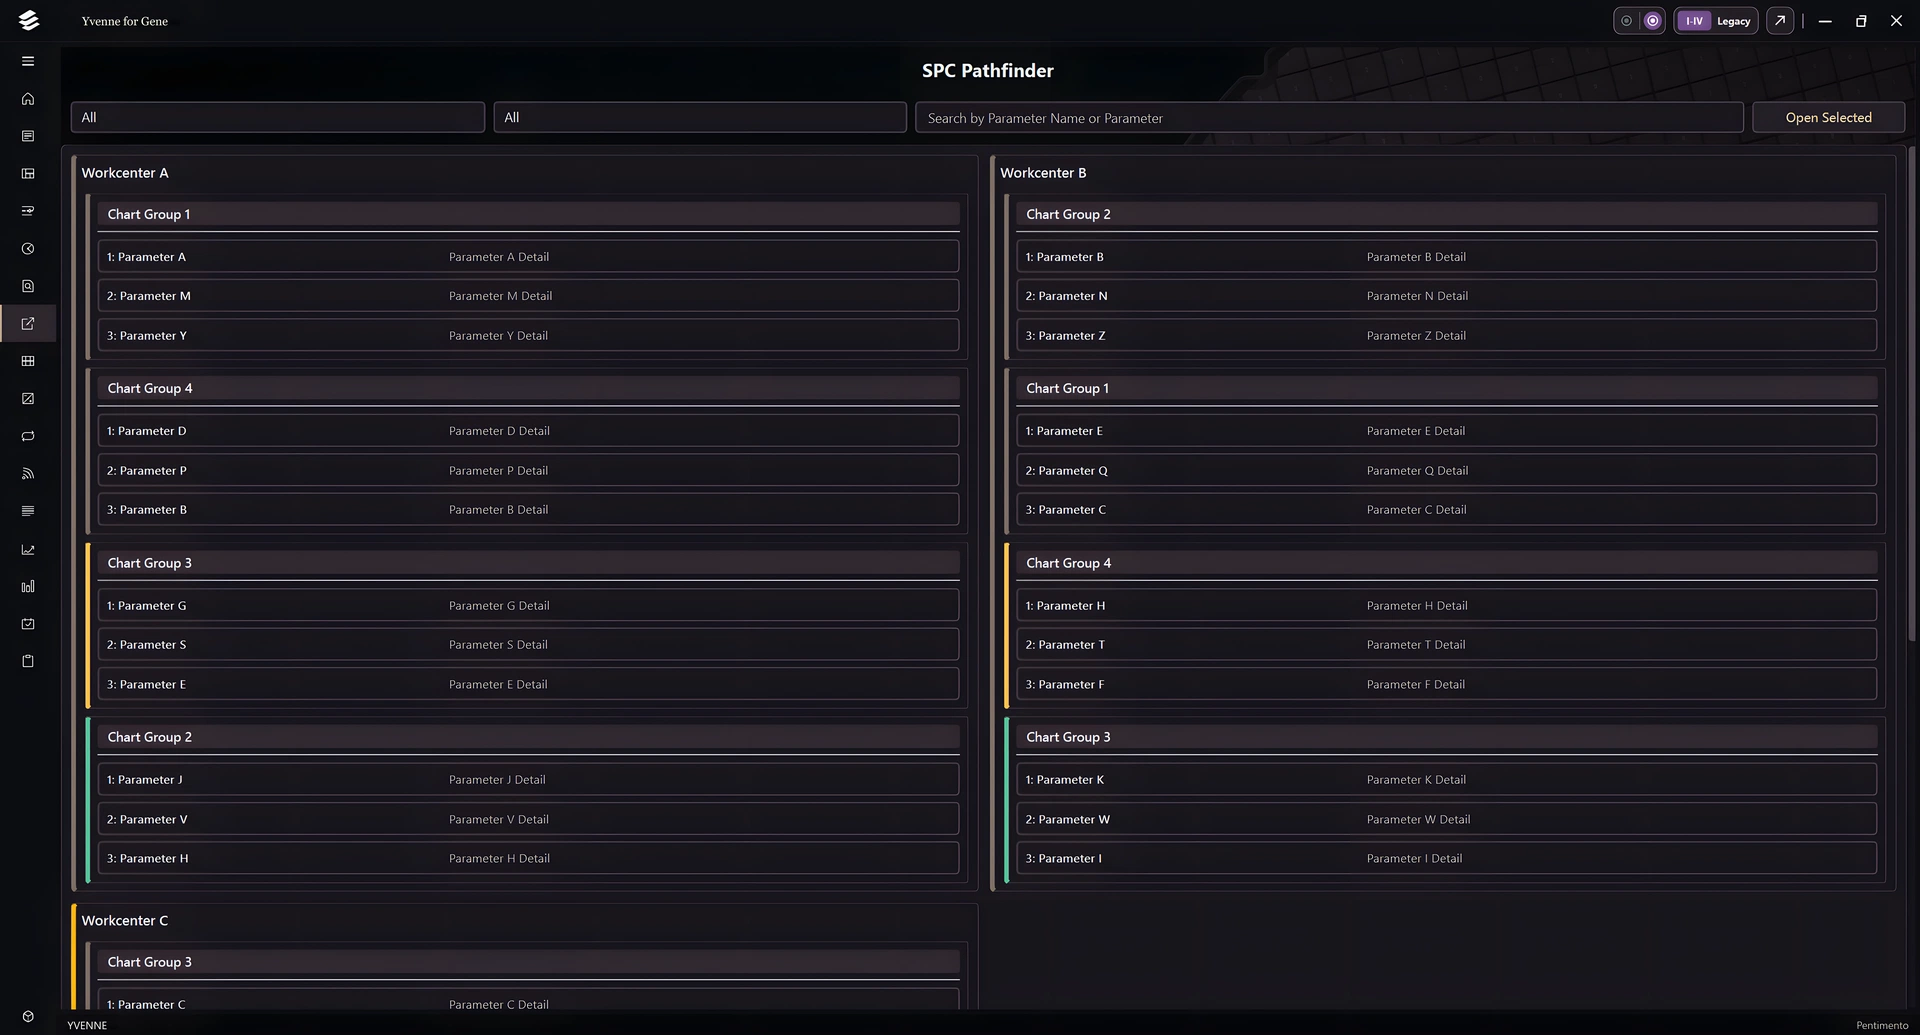 Yvenne for Gene
I-IV Legacy
SPC Pathfinder
All
All
Search by Parameter Name or Parameter
Open Selected
Workcenter A
Chart Group 1
1: Parameter A Parameter A Detail
2: Parameter M Parameter M Detail
3: Parameter Y Parameter Y Detail
Chart Group 4
1: Parameter D Parameter D Detail
2: Parameter P Parameter P Detail
3: Parameter B Parameter B Detail
Chart Group 3
1: Parameter G Parameter G Detail
2: Parameter S Parameter S Detail
3: Parameter E Parameter E Detail
Chart Group 2
1: Parameter J Parameter J Detail
2: Parameter V Parameter V Detail
3: Parameter H Parameter H Detail
Workcenter B
Chart Group 2
1: Parameter B Parameter B Detail
2: Parameter N Parameter N Detail
3: Parameter Z Parameter Z Detail
Chart Group 1
1: Parameter E Parameter E Detail
2: Parameter Q Parameter Q Detail
3: Parameter C Parameter C Detail
Chart Group 4
1: Parameter H Parameter H Detail
2: Parameter T Parameter T Detail
3: Parameter F Parameter F Detail
Chart Group 3
1: Parameter K Parameter K Detail
2: Parameter W Parameter W Detail
3: Parameter I Parameter I Detail
Workcenter C
Chart Group 3
1: Parameter C Parameter C Detail
YVENNE
Pentimento